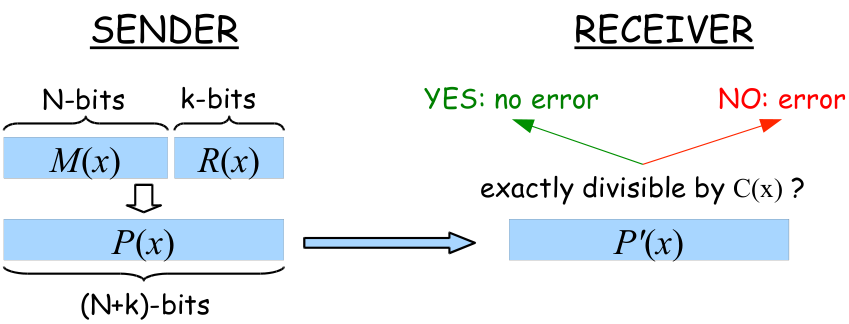 SENDER
N-bits k-bits
M(x) R(x)
P(x)
(N+k)-bits
RECEIVER
YES: no error NO: error
exactly divisible by C(x) ?
P'(x)